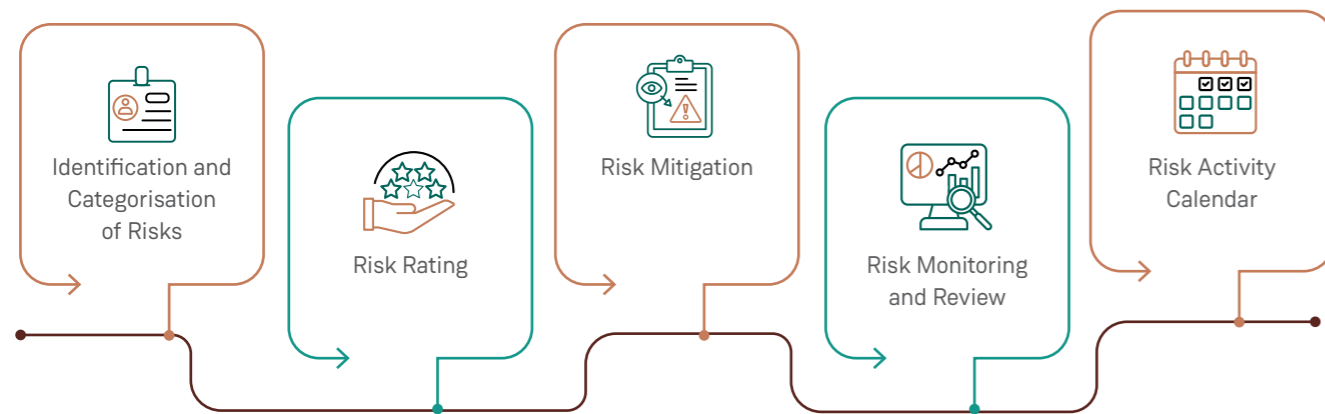 Identification and
Categorisation
of Risks
Risk Rating
Risk Mitigation
Risk Monitoring
and Review
Risk Activity
Calendar